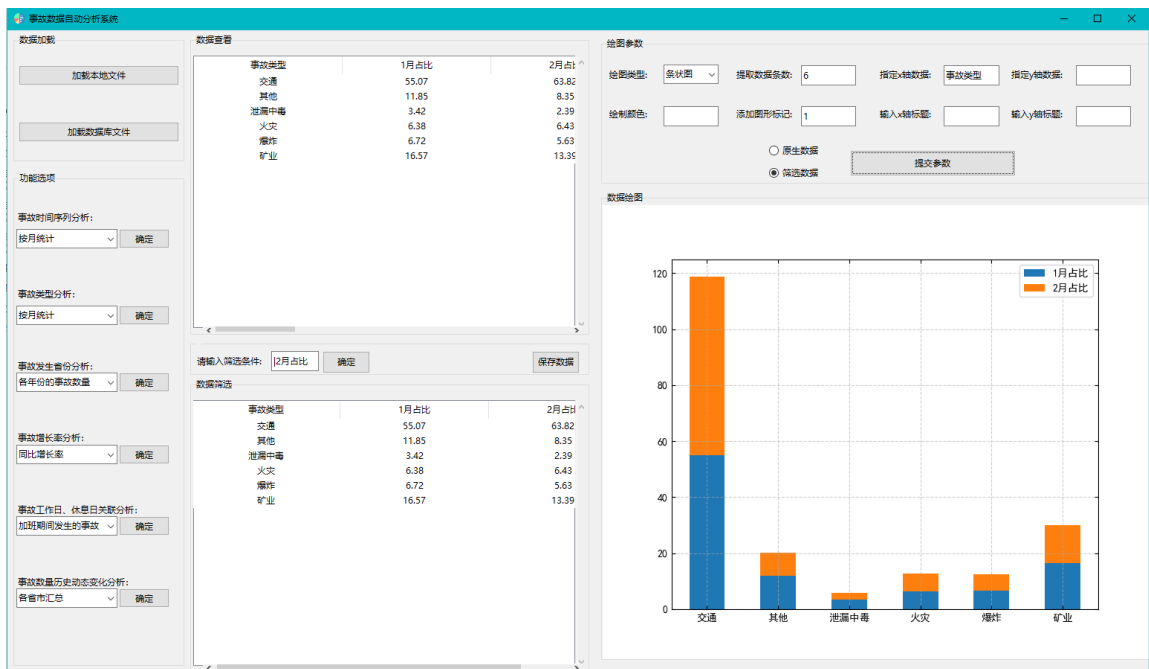 事故数据自动分析系统
数据加载
加载本地文件
加载数据库文件
功能选项
事故时间序列分析:
按月统计 确定
事故类型分析:
按月统计 确定
事故发生省份分析:
各年份的事故数量 确定
事故增长率分析:
同比增长率 确定
事故工作日、休息日关联分析:
加班期间发生的事故 确定
事故数量历史动态变化分析:
各省市汇总 确定
数据查看
事故类型 1月占比 2月占比
交通 55.07 63.82
其他 11.85 8.35
泄漏中毒 3.42 2.39
火灾 6.38 6.43
爆炸 6.72 5.63
矿业 16.57 13.39
请输入筛选条件: 2月占比 确定 保存数据
数据筛选
事故类型 1月占比 2月占比
交通 55.07 63.82
其他 11.85 8.35
泄漏中毒 3.42 2.39
火灾 6.38 6.43
爆炸 6.72 5.63
矿业 16.57 13.39
绘图参数
绘图类型: 条状图 提取数据条数: 6 指定x轴数据: 事故类型 指定y轴数据:
绘制颜色: 添加图形标记: 1 输入x轴标题: 输入y轴标题:
原生数据
筛选数据
提交参数
数据绘图
1月占比
2月占比
120
100
80
60
40
20
0
交通 其他 泄漏中毒 火灾 爆炸 矿业